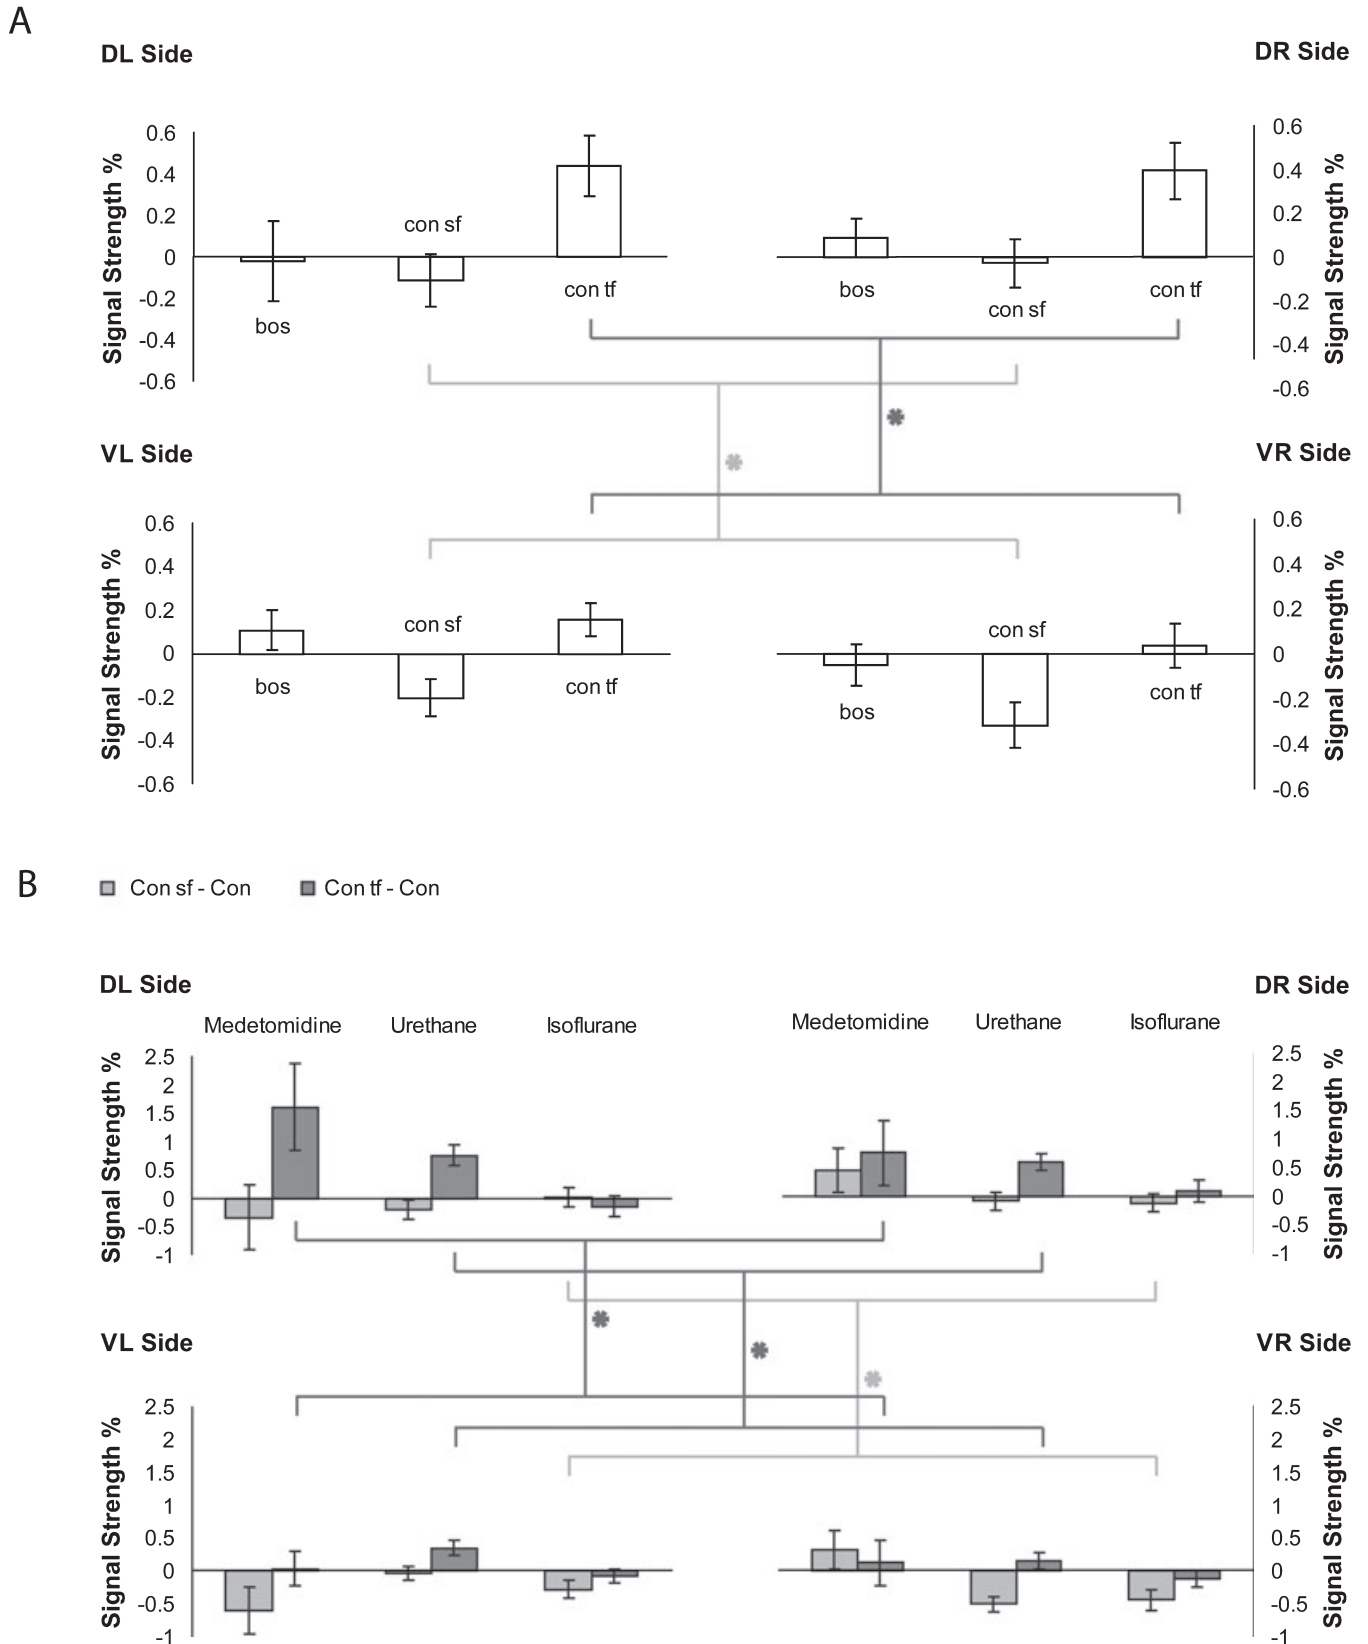 A
DL Side
DR Side
Signal Strength %
0.6
0.4
0.2
0
-0.2
-0.4
-0.6
bos
con sf
con tf
bos
con sf
con tf
0.6
0.4
0.2
0
-0.2
-0.4
-0.6
Signal Strength %
*
*
VL Side
VR Side
Signal Strength %
0.6
0.4
0.2
0
-0.2
-0.4
-0.6
bos
con sf
con tf
bos
con sf
con tf
0.6
0.4
0.2
0
-0.2
-0.4
-0.6
Signal Strength %
B
Con sf - Con
Con tf - Con
DL Side
DR Side
Medetomidine
Urethane
Isoflurane
Medetomidine
Urethane
Isoflurane
Signal Strength %
2.5
2
1.5
1
0.5
0
-0.5
-1
2.5
2
1.5
1
0.5
0
-0.5
-1
Signal Strength %
*
*
*
VL Side
VR Side
Signal Strength %
2.5
2
1.5
1
0.5
0
-0.5
-1
2.5
2
1.5
1
0.5
0
-0.5
-1
Signal Strength %